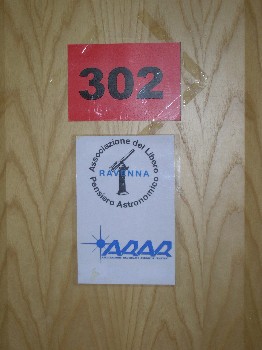 302
Associazione del Libero
RAVENNA
Pensiero Astronomico
ARAR